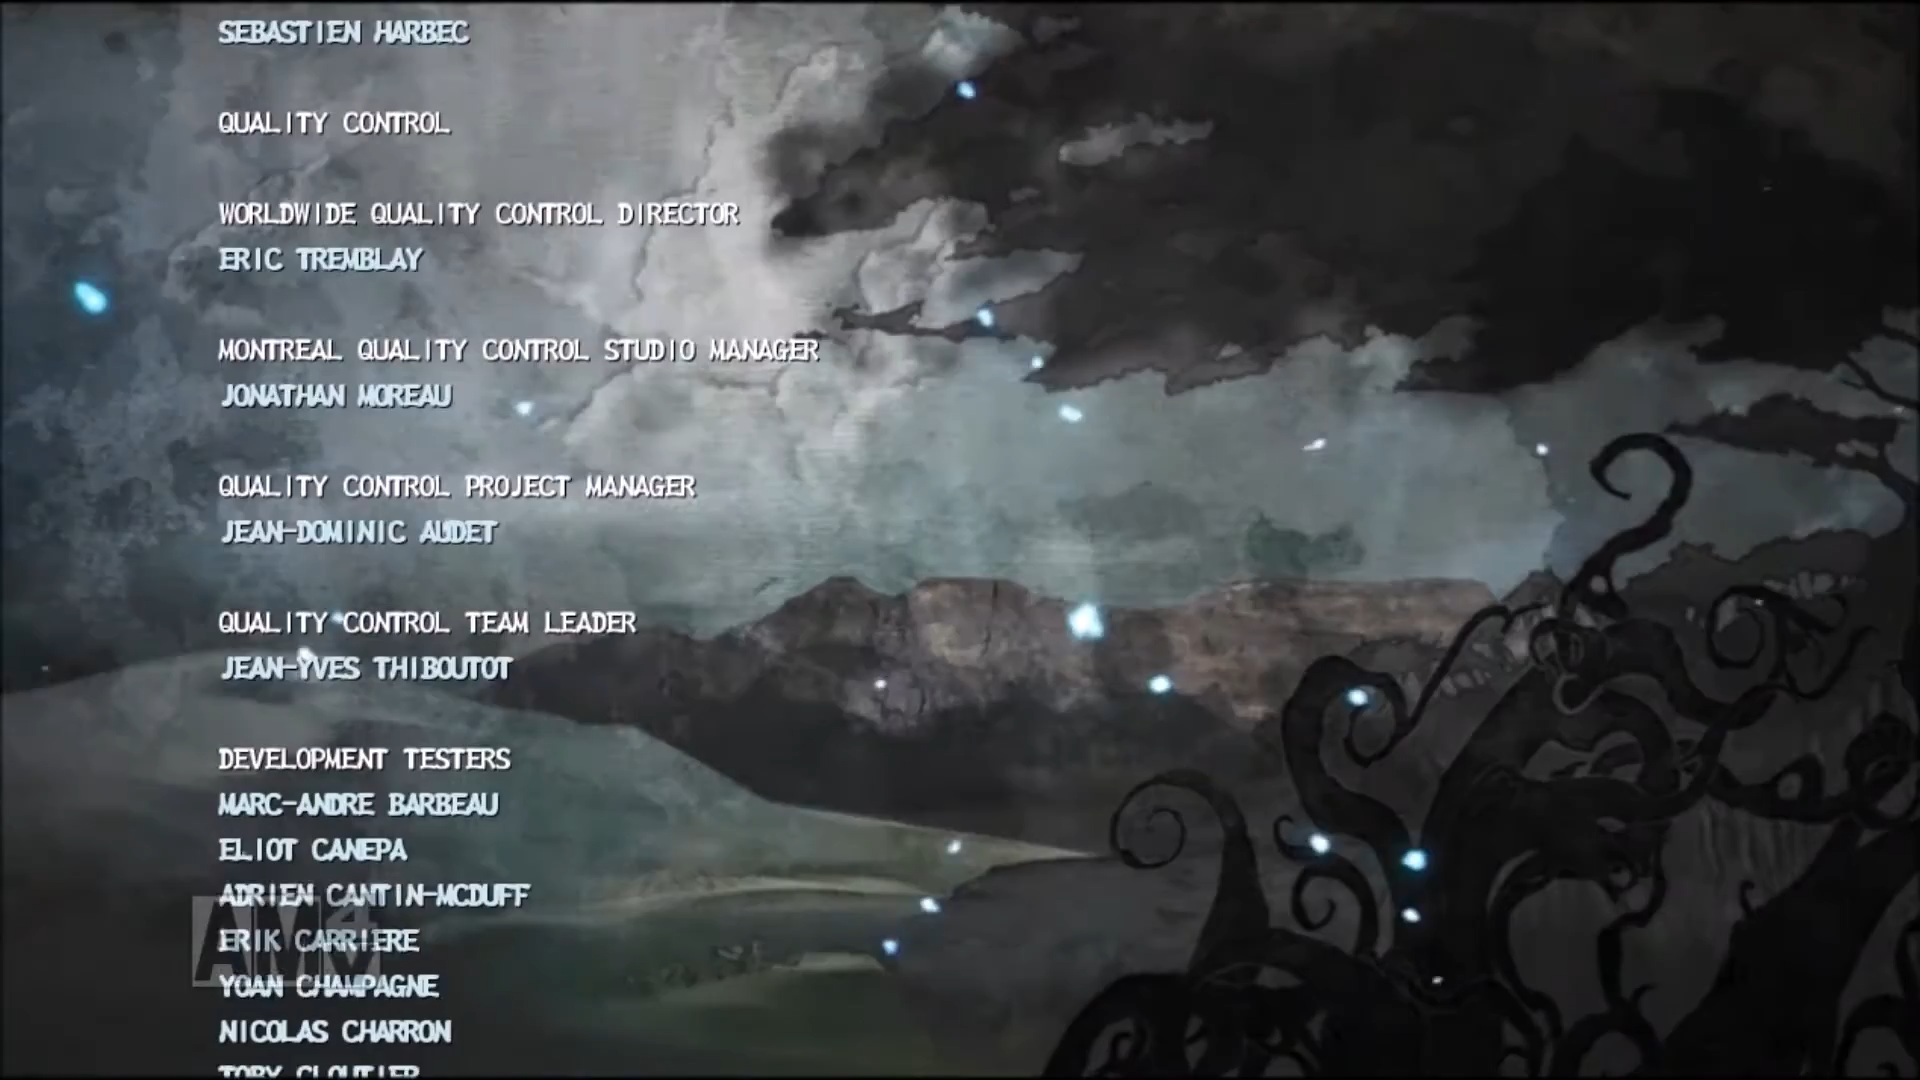 SEBASTIEN HARBEC
QUALITY CONTROL
WORLDWIDE QUALITY CONTROL DIRECTOR
ERIC TREMBLAY
MONTREAL QUALITY CONTROL STUDIO MANAGER
JONATHAN MOREAU
QUALITY CONTROL PROJECT MANAGER
JEAN-DOMINIC AUDET
QUALITY CONTROL TEAM LEADER
JEAN-YVES THIBOUTOT
DEVELOPMENT TESTERS
MARC-ANDRE BARBEAU
ELIOT CANEPA
ADRIEN CANTIN-MCDUFF
ERIK CARRIERE
YOAN CHAMPAGNE
NICOLAS CHARRON
TOBY CLOUTIER